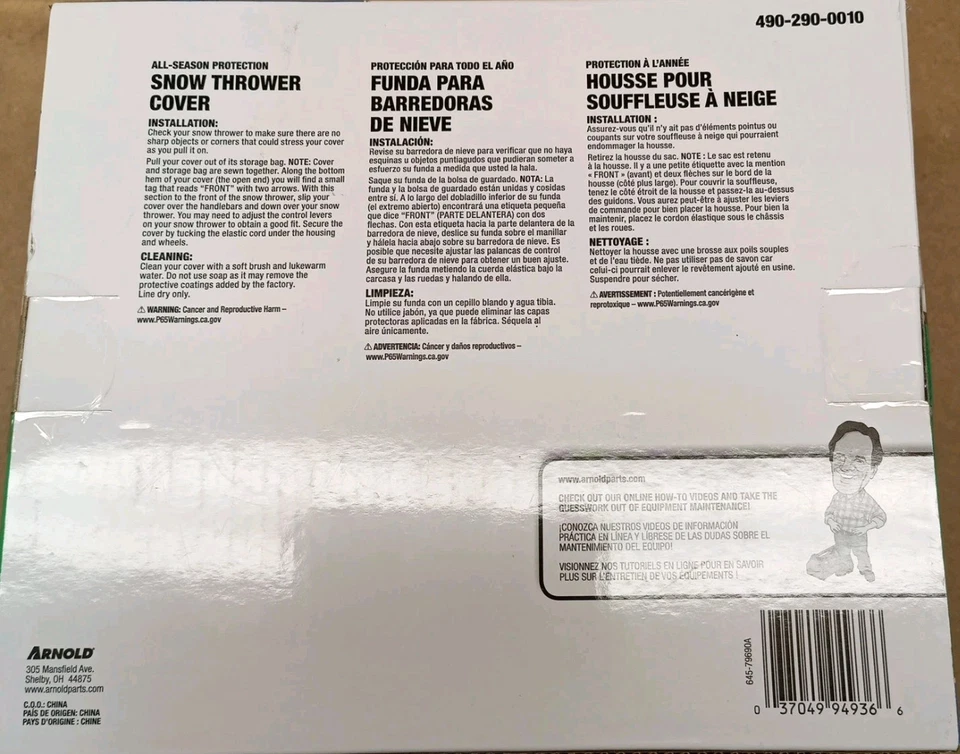 490-290-0010
ALL-SEASON PROTECTION
SNOW THROWER
COVER
INSTALLATION:
Check your snow thrower to make sure there are no
sharp objects or corners that could stress your cover
as you pull it on.
Pull your cover out of its storage bag. NOTE: Cover
and storage bag are sewn together. Along the bottom
hem of your cover (the open end) you will find a small
tag that reads "FRONT" with two arrows. With this
section to the front of the snow thrower, slip your
cover over the handlebars and down over your snow
thrower. You may need to adjust the control levers
on your snow thrower to obtain a good fit. Secure the
cover by tucking the elastic cord under the housing
and wheels.
CLEANING:
Clean your cover with a soft brush and lukewarm
water. Do not use soap as it may remove the
protective coatings added by the factory.
Line dry only.
⚠ WARNING: Cancer and Reproductive Harm –
www.P65Warnings.ca.gov
PROTECCIÓN PARA TODO EL AÑO
FUNDA PARA
BARREDORAS
DE NIEVE
INSTALACIÓN:
Revise su barredora de nieve para verificar que no haya
esquinas u objetos puntiagudos que pudieran someter a
esfuerzo su funda a medida que usted la hala.
Saque su funda de la bolsa de guardado. NOTA: La
funda y la bolsa de guardado están unidas y cosidas
entre sí. A lo largo del dobladillo inferior de su funda
(el extremo abierto) encontrará una etiqueta pequeña
que dice "FRONT" (PARTE DELANTERA) con dos
flechas. Con esta etiqueta hacia la parte delantera de la
barredora de nieve, deslice su funda sobre el manillar
y hálela hacia abajo sobre su barredora de nieve. Es
posible que necesite ajustar las palancas de control
de su barredora de nieve para obtener un buen ajuste.
Asegure la funda metiendo la cuerda elástica bajo la
carcasa y las ruedas y halando de ella.
LIMPIEZA:
Limpie su funda con un cepillo blando y agua tibia.
No utilice jabón, ya que puede eliminar las capas
protectoras aplicadas en la fábrica. Séquela al
aire únicamente.
⚠ ADVERTENCIA: Cáncer y daños reproductivos –
www.P65Warnings.ca.gov
PROTECTION À L'ANNÉE
HOUSSE POUR
SOUFFLEUSE À NEIGE
INSTALLATION :
Assurez-vous qu'il n'y ait pas d'éléments pointus ou
coupants sur votre souffleuse à neige qui pourraient
endommager la housse.
Retirez la housse du sac. NOTE : Le sac est retenu
à la housse. Il y a une petite étiquette avec la mention
« FRONT » (avant) et deux flèches sur le bord de la
housse (côté plus large). Pour couvrir la souffleuse,
tenez le côté étroit de la housse et passez-la au-dessus
des guidons. Vous aurez peut-être à ajuster les leviers
de commande pour bien placer la housse. Pour bien la
maintenir, placez le cordon élastique sous le châssis
et les roues.
NETTOYAGE :
Nettoyer la housse avec une brosse aux poils souples
et de l'eau tiède. Ne pas utiliser pas de savon car
celui-ci pourrait enlever le revêtement ajouté en usine.
Suspendre pour sécher.
⚠ AVERTISSEMENT : Potentiellement cancérigène et
reprotoxique – www.P65Warnings.ca.gov
www.arnoldparts.com
CHECK OUT OUR ONLINE HOW-TO VIDEOS AND TAKE THE
GUESSWORK OUT OF EQUIPMENT MAINTENANCE!
¡CONOZCA NUESTROS VIDEOS DE INFORMACIÓN
PRÁCTICA EN LÍNEA Y LÍBRESE DE LAS DUDAS SOBRE EL
MANTENIMIENTO DEL EQUIPO!
VISIONNEZ NOS TUTORIELS EN LIGNE POUR EN SAVOIR
PLUS SUR L'ENTRETIEN DE VOS ÉQUIPEMENTS !
ARNOLD
305 Mansfield Ave.
Shelby, OH 44875
www.arnoldparts.com
C.O.O.: CHINA
PAÍS DE ORIGEN: CHINA
PAYS D'ORIGINE : CHINE
645-79690A
0 37049 94936 6